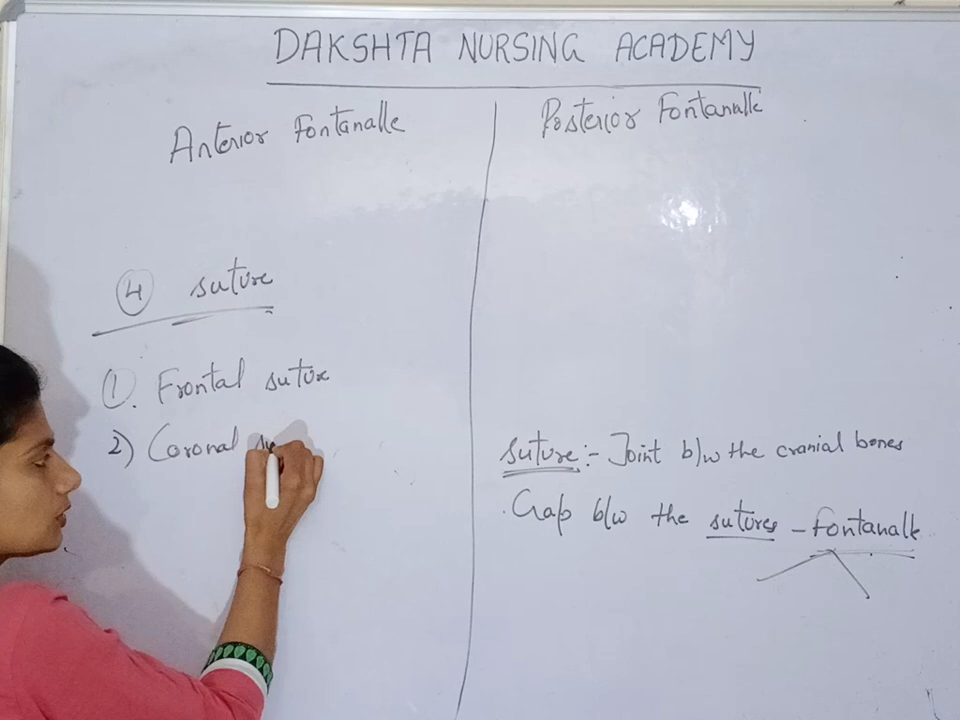 DAKSHTA NURSING ACADEMY
Anterior Fontanalle
Posterior Fontanalle
4 suture
1. Frontal suture
2) Coronal su
suture :- Joint b/w the cranial bones
. Gap b/w the sutures - fontanalle